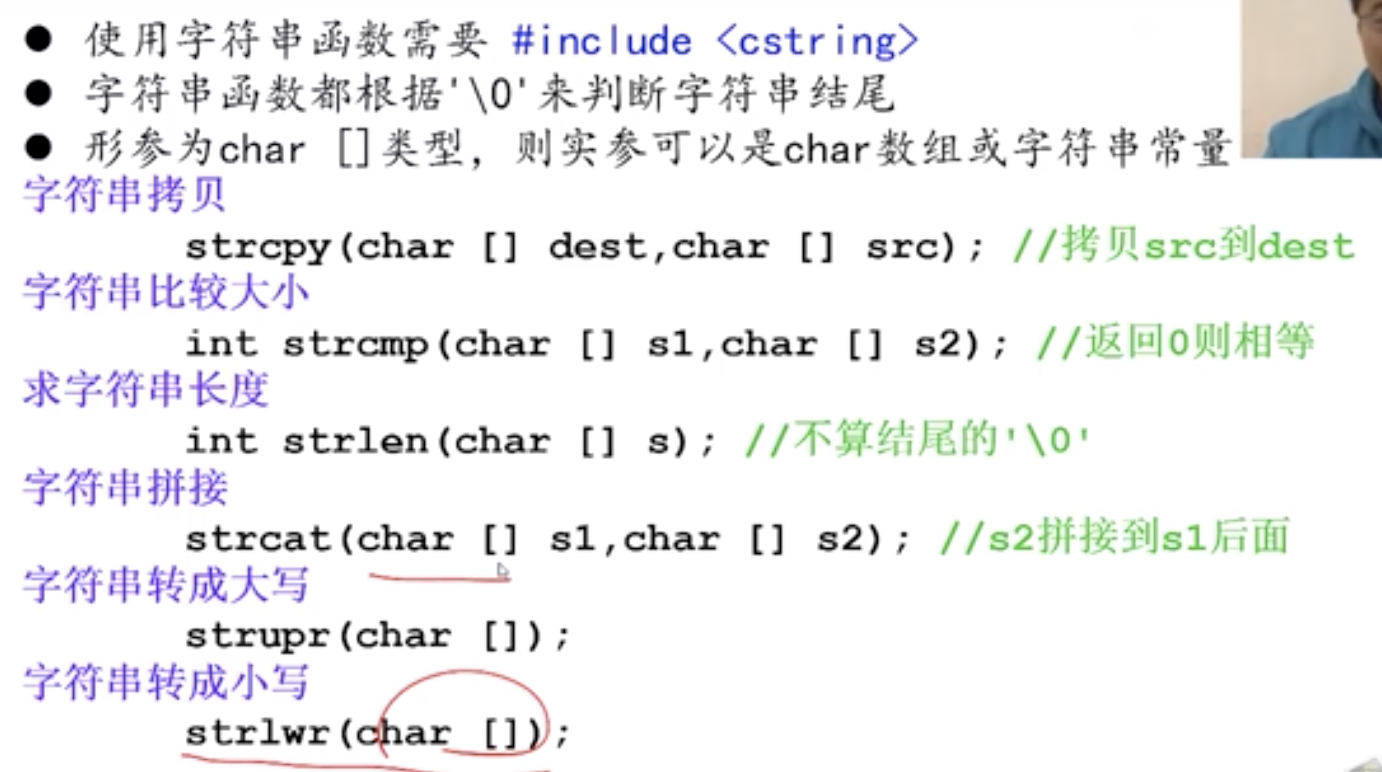 ● 使用字符串函数需要 #include <cstring>
● 字符串函数都根据'\0'来判断字符串结尾
● 形参为char []类型，则实参可以是char数组或字符串常量
字符串拷贝
strcpy(char [] dest,char [] src); //拷贝src到dest
字符串比较大小
int strcmp(char [] s1,char [] s2); //返回0则相等
求字符串长度
int strlen(char [] s); //不算结尾的'\0'
字符串拼接
strcat(char [] s1,char [] s2); //s2拼接到s1后面
字符串转成大写
strupr(char []);
字符串转成小写
strlwr(char []);